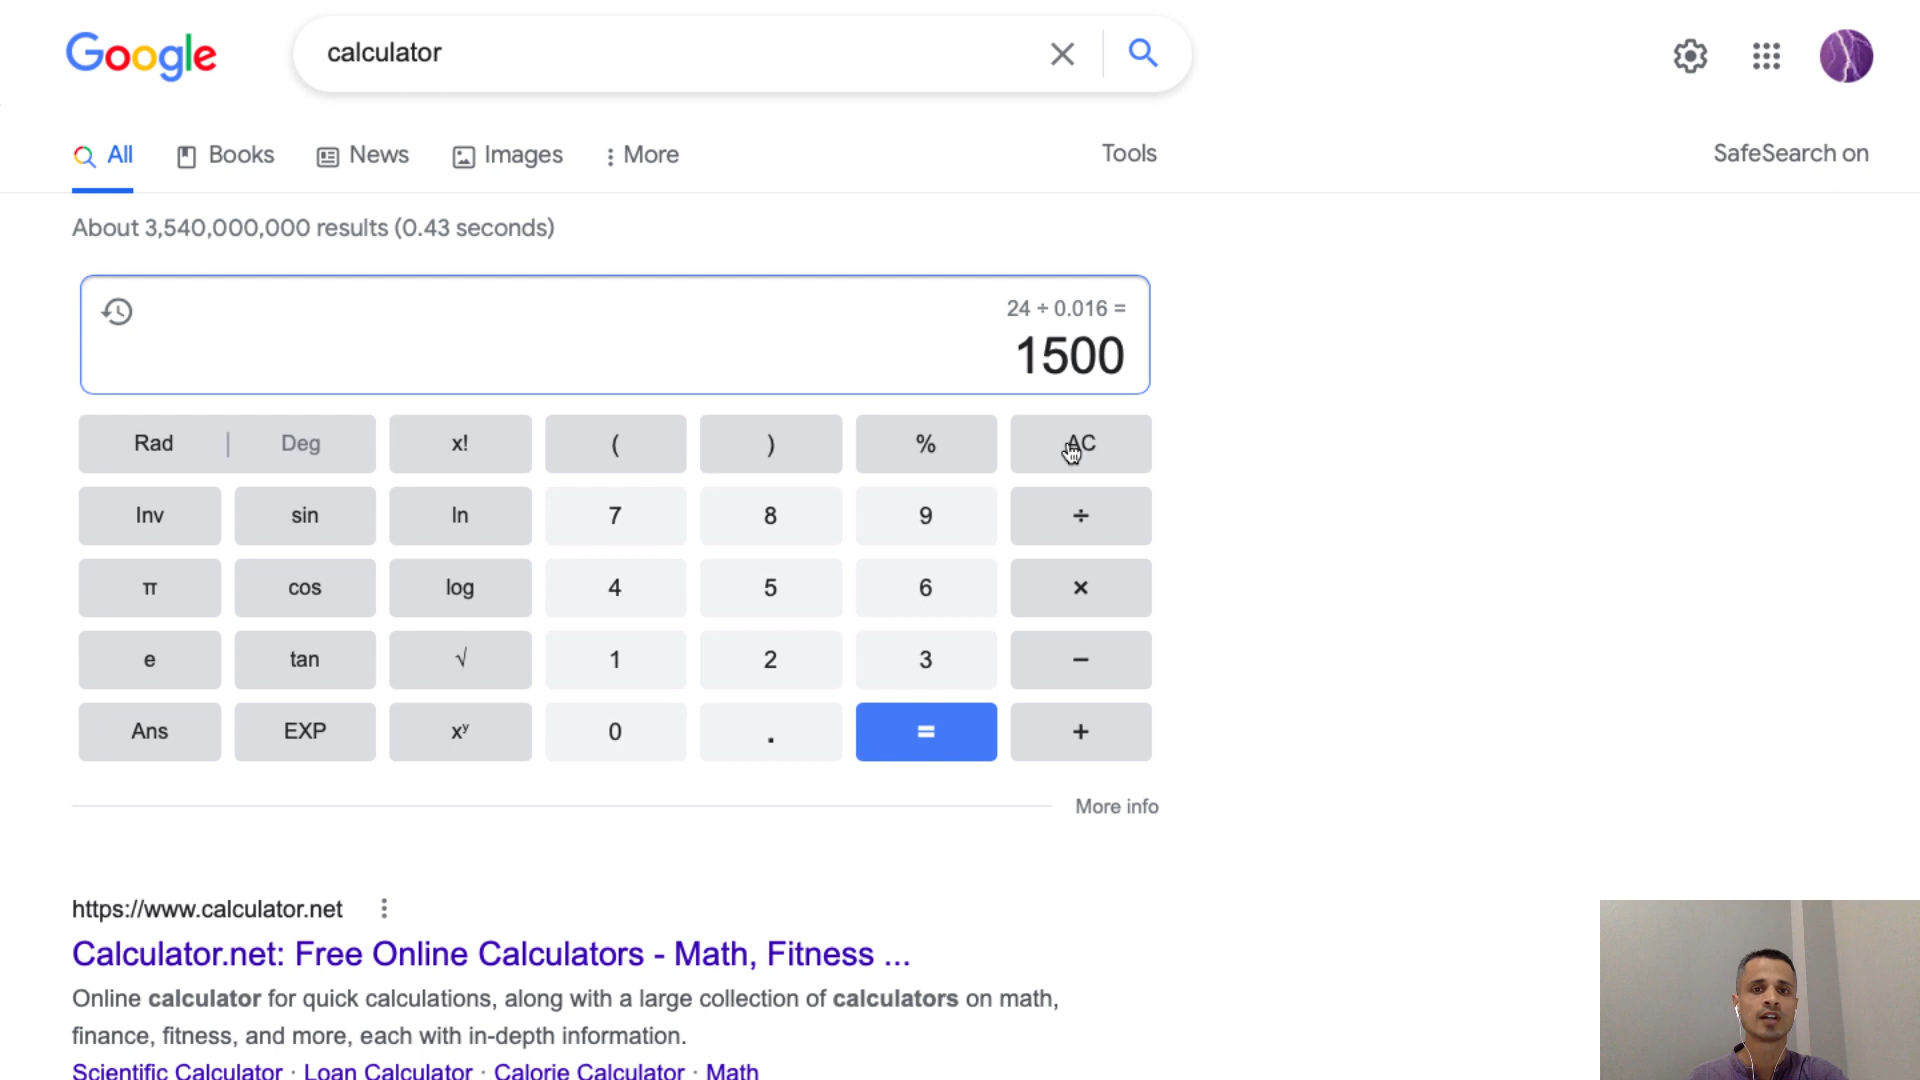 Google
calculator
All
Books
News
Images
More
Tools
SafeSearch on
About 3,540,000,000 results (0.43 seconds)
24 ÷ 0.016 =
1500
Rad | Deg x! ( ) % AC
Inv sin ln 7 8 9 ÷
π cos log 4 5 6 ×
e tan √ 1 2 3 −
Ans EXP xʸ 0 . = +
More info
https://www.calculator.net
Calculator.net: Free Online Calculators - Math, Fitness ...
Online calculator for quick calculations, along with a large collection of calculators on math,
finance, fitness, and more, each with in-depth information.
Scientific Calculator · Loan Calculator · Calorie Calculator · Math